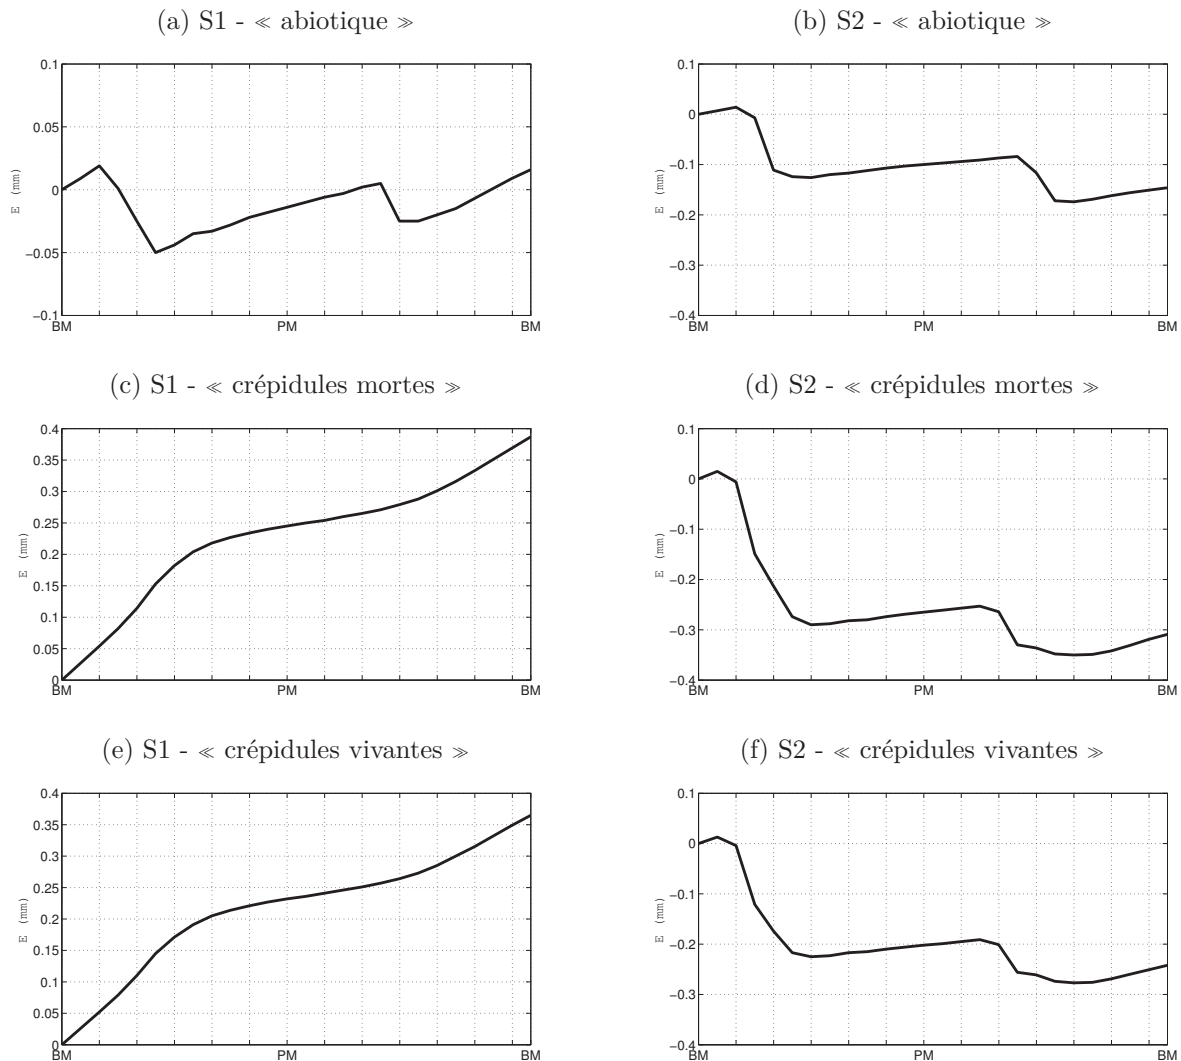 (a) S1 - ≪ abiotique ≫
(b) S2 - ≪ abiotique ≫
0.1
0.05
0
−0.05
−0.1
E (mm)
BM
PM
BM
0.1
0
−0.1
−0.2
−0.3
−0.4
E (mm)
BM
PM
BM
(c) S1 - ≪ crépidules mortes ≫
(d) S2 - ≪ crépidules mortes ≫
0.4
0.35
0.3
0.25
0.2
0.15
0.1
0.05
0
E (mm)
BM
PM
BM
0.1
0
−0.1
−0.2
−0.3
−0.4
E (mm)
BM
PM
BM
(e) S1 - ≪ crépidules vivantes ≫
(f) S2 - ≪ crépidules vivantes ≫
0.4
0.35
0.3
0.25
0.2
0.15
0.1
0.05
0
E (mm)
BM
PM
BM
0.1
0
−0.1
−0.2
−0.3
−0.4
E (mm)
BM
PM
BM